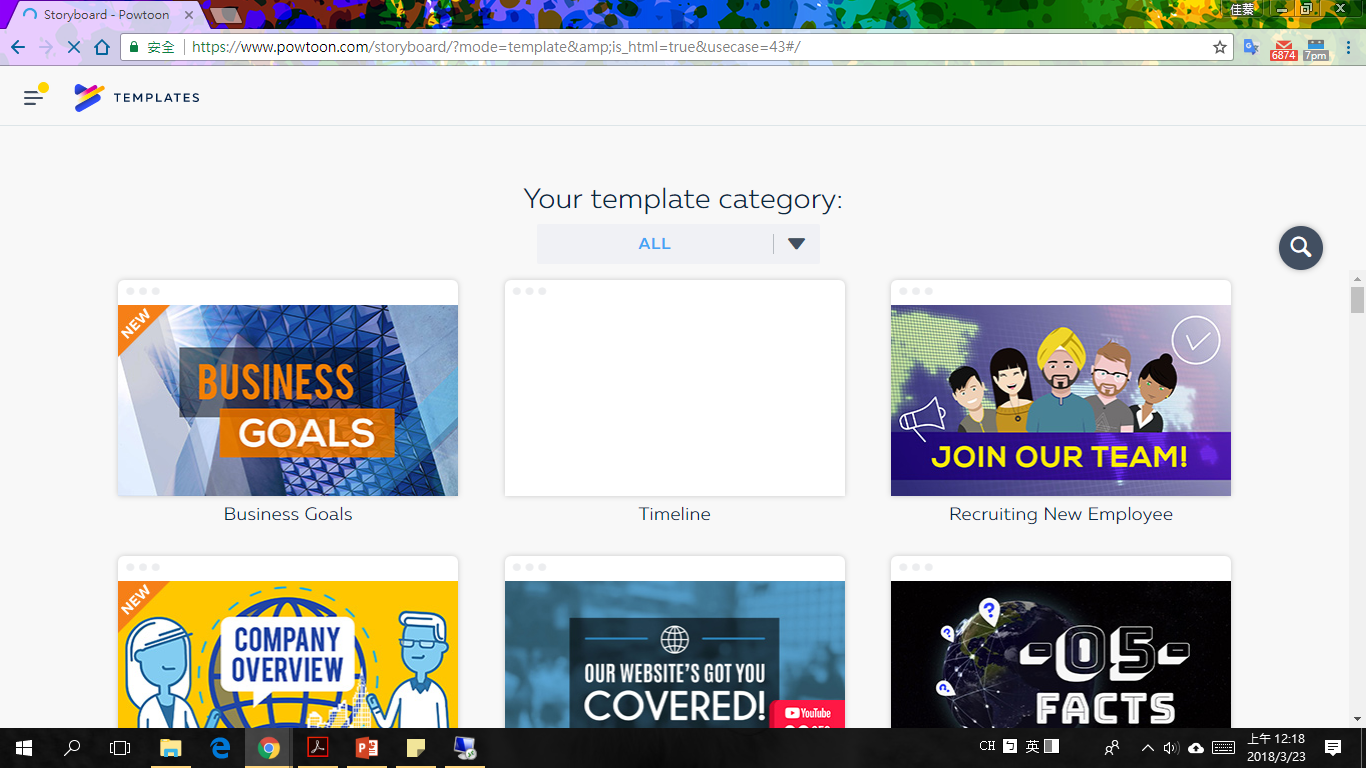 Storyboard - Powtoon
佳蒙
安全
https://www.powtoon.com/storyboard/?mode=template&amp;is_html=true&usecase=43#/
6874
7pm
TEMPLATES
Your template category:
ALL
NEW
BUSINESS
GOALS
JOIN OUR TEAM!
Business Goals
Timeline
Recruiting New Employee
NEW
COMPANY
OVERVIEW
OUR WEBSITE'S GOT YOU
COVERED!
YouTube
-05-
FACTS
CH
英
上午 12:18
2018/3/23